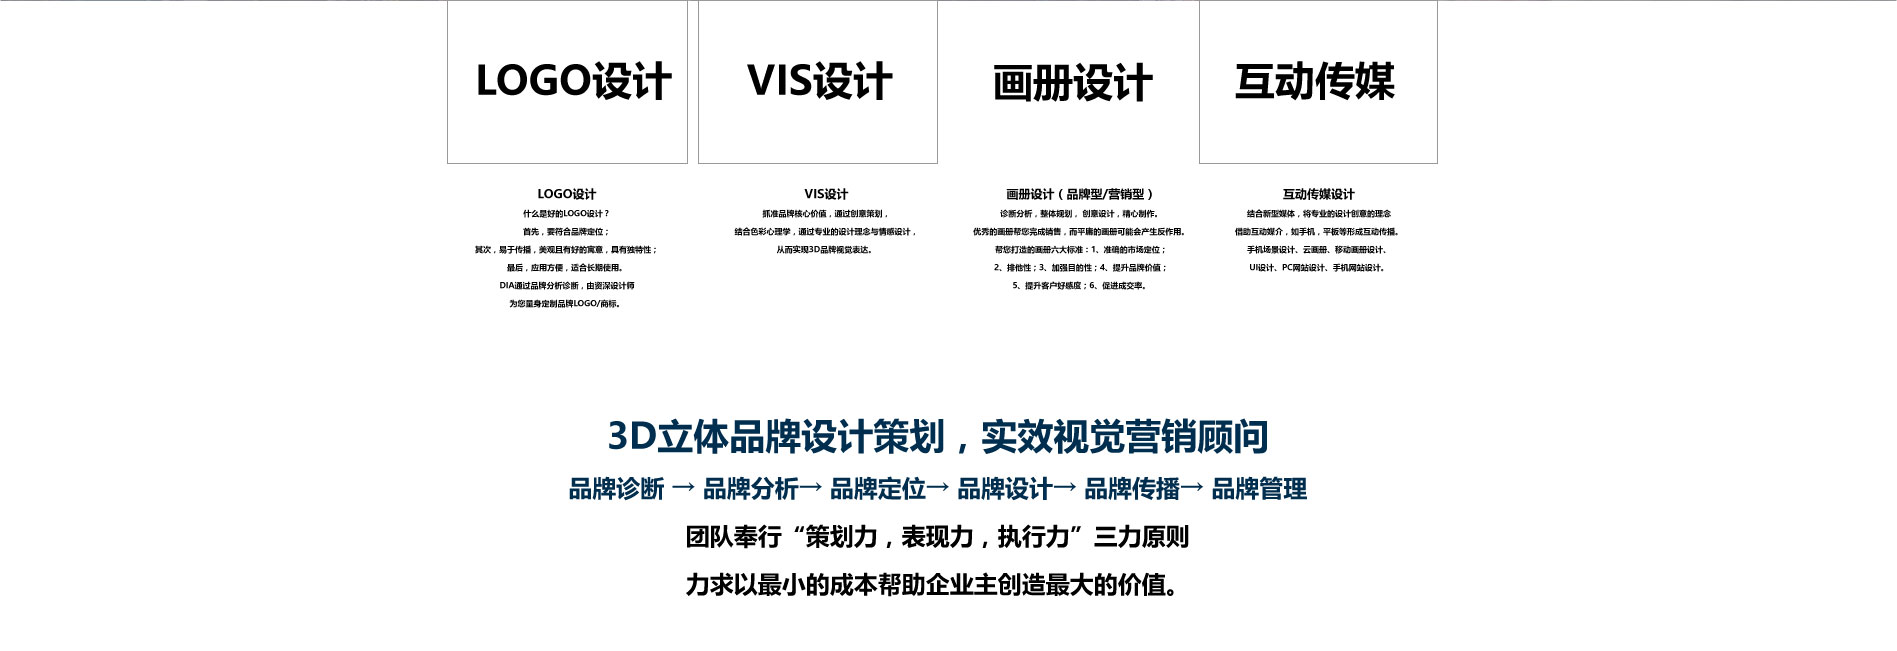 LOGO设计
VIS设计
画册设计
互动传媒
LOGO设计
什么是好的LOGO设计？
首先，要符合品牌定位；
其次，易于传播，美观且有好的寓意，具有独特性；
最后，应用方便，适合长期使用。
DIA通过品牌分析诊断，由资深设计师
为您量身定制品牌LOGO/商标。
VIS设计
抓准品牌核心价值，通过创意策划，
结合色彩心理学，通过专业的设计理念与情感设计，
从而实现3D品牌视觉表达。
画册设计（品牌型/营销型）
诊断分析，整体规划， 创意设计，精心制作。
优秀的画册帮您完成销售，而平庸的画册可能会产生反作用。
帮您打造的画册六大标准：1、准确的市场定位；
2、排他性；3、加强目的性；4、提升品牌价值；
5、提升客户好感度；6、促进成交率。
互动传媒设计
结合新型媒体，将专业的设计创意的理念
借助互动媒介，如手机，平板等形成互动传播。
手机场景设计、云画册、移动画册设计、
UI设计、PC网站设计、手机网站设计。
3D立体品牌设计策划，实效视觉营销顾问
品牌诊断 → 品牌分析→ 品牌定位→ 品牌设计→ 品牌传播→ 品牌管理
团队奉行“策划力，表现力，执行力”三力原则
力求以最小的成本帮助企业主创造最大的价值。